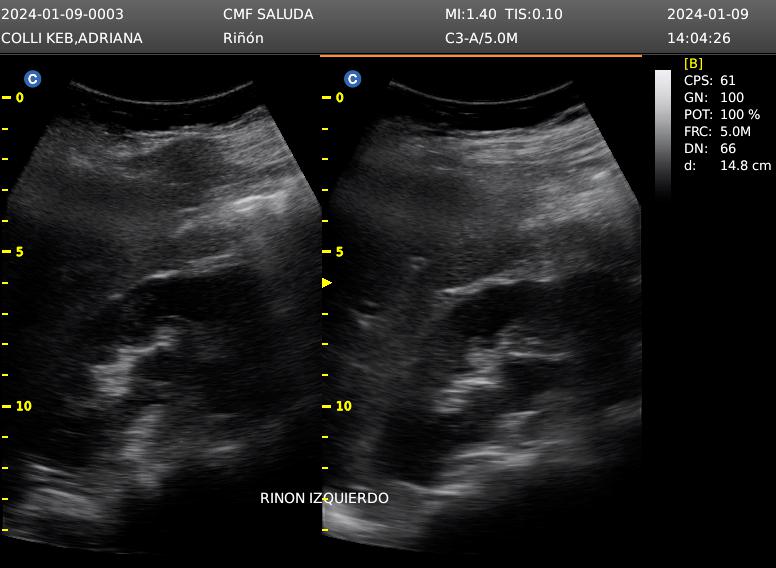 2024-01-09-0003 CMF SALUDA MI:1.40 TIS:0.10 2024-01-09
COLLI KEB,ADRIANA Riñón C3-A/5.0M 14:04:26
C C [B]
0 0 CPS: 61
GN: 100
POT: 100 %
FRC: 5.0M
DN: 66
d: 14.8 cm
5 5
10 10
RINON IZQUIERDO